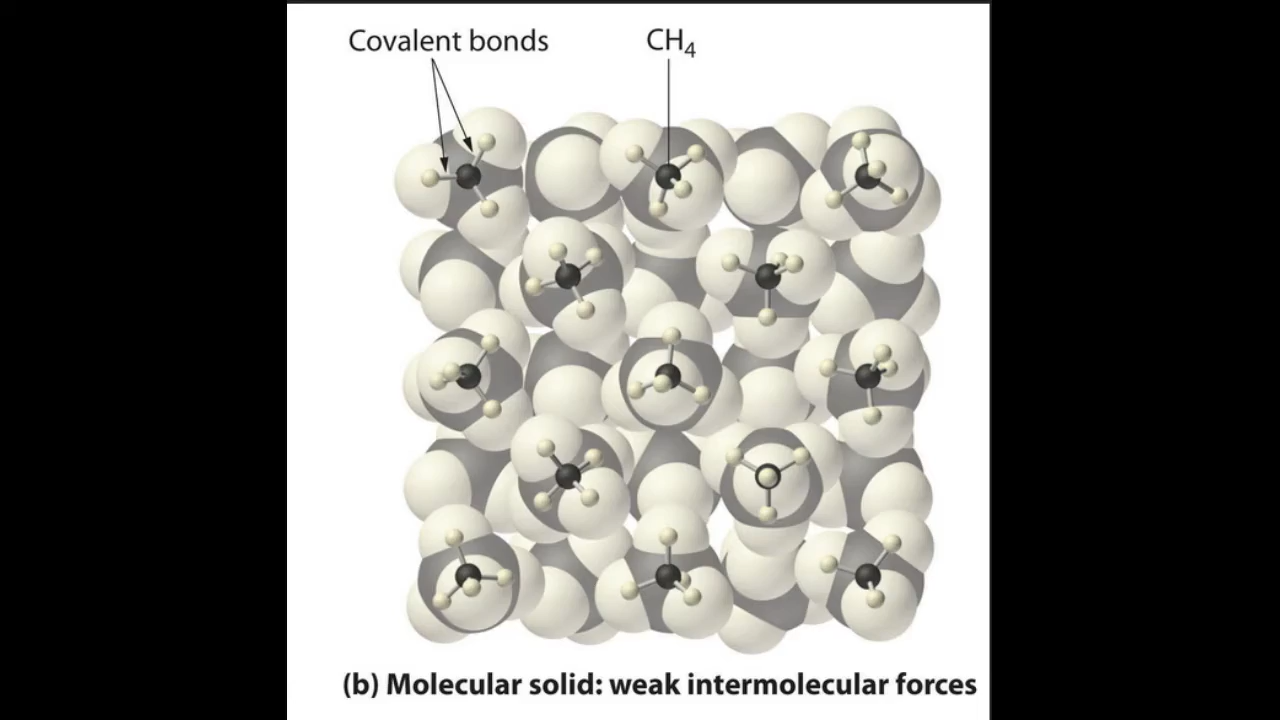 Covalent bonds
CH₄
(b) Molecular solid: weak intermolecular forces